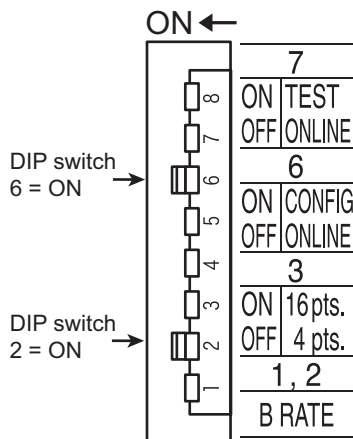 ON ←
DIP switch
6 = ON
DIP switch
2 = ON
8
7
6
5
4
3
2
1
7
ON TEST
OFF ONLINE
6
ON CONFIG
OFF ONLINE
3
ON 16 pts.
OFF 4 pts.
1, 2
B RATE